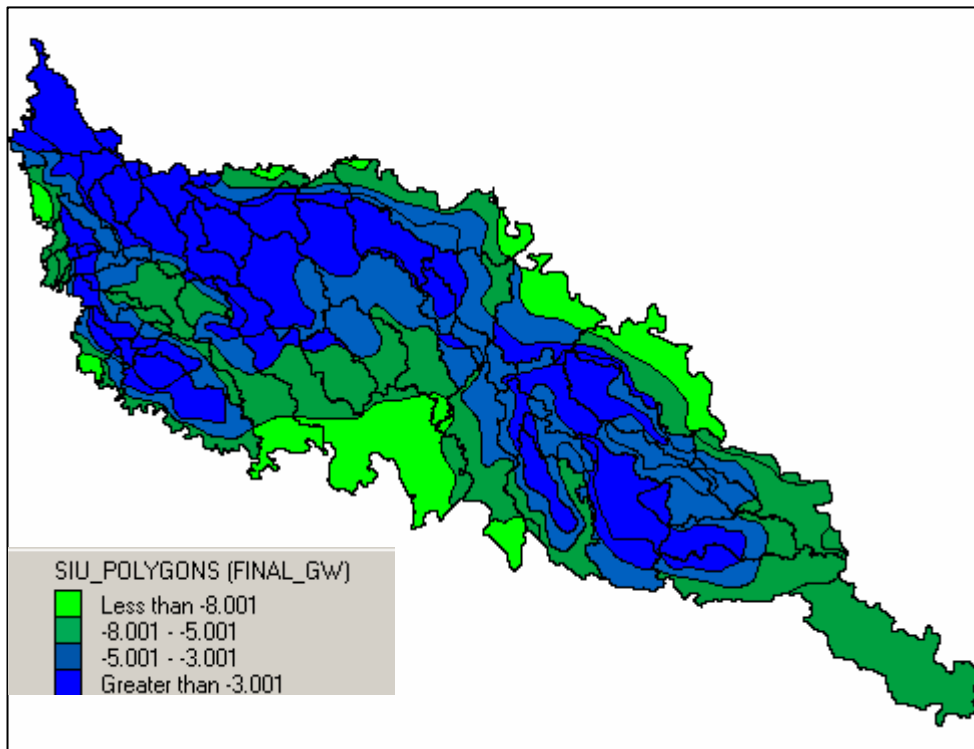 SIU_POLYGONS (FINAL_GW)
Less than -8.001
-8.001 - -5.001
-5.001 - -3.001
Greater than -3.001